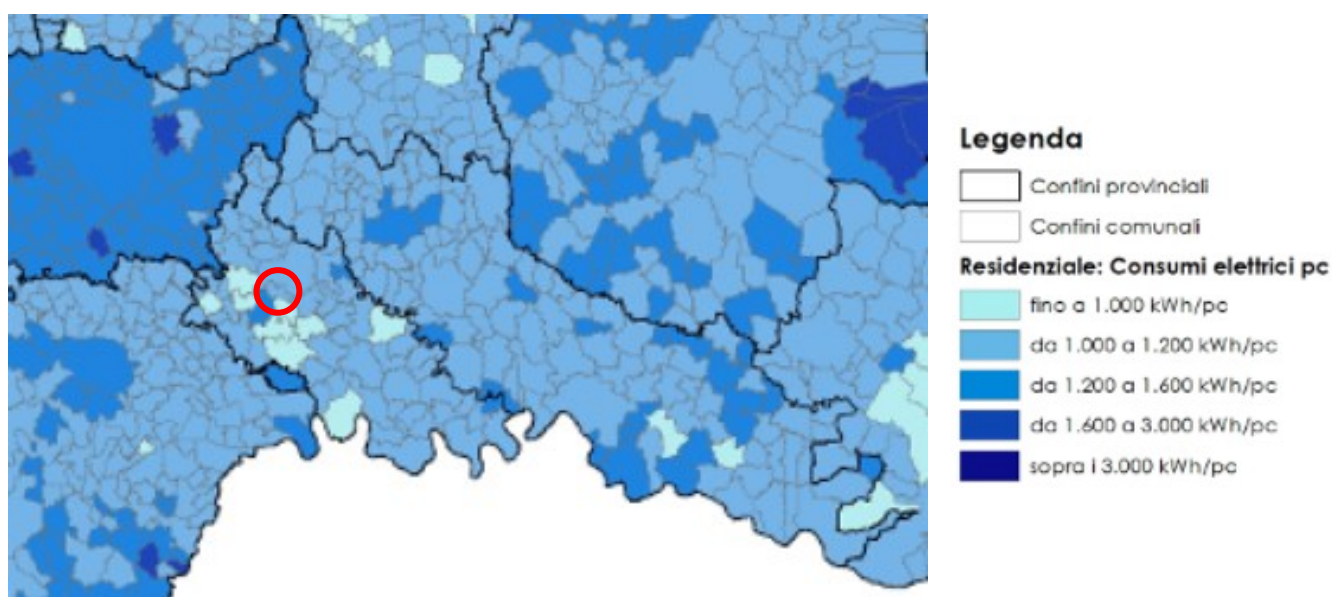 Legenda
Confini provinciali
Confini comunali
Residenziale: Consumi elettrici pc
fino a 1.000 kWh/pc
da 1.000 a 1.200 kWh/pc
da 1.200 a 1.600 kWh/pc
da 1.600 a 3.000 kWh/pc
sopra i 3.000 kWh/pc